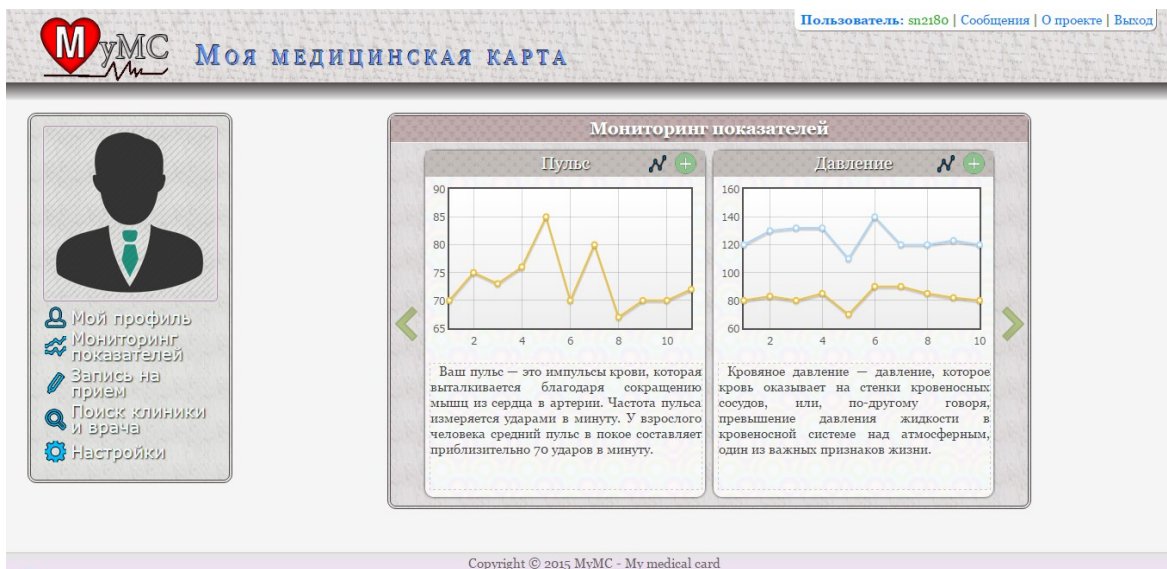 Пользователь: sn2180 | Сообщения | О проекте | Выход
MyMC
Моя медицинская карта
Мой профиль
Мониторинг
показателей
Запись на
прием
Поиск клиники
и врача
Настройки
Мониторинг показателей
Пульс
90
85
80
75
70
65
2 4 6 8 10
Ваш пульс — это импульсы крови, которая
выталкивается благодаря сокращению
мышц из сердца в артерии. Частота пульса
измеряется ударами в минуту. У взрослого
человека средний пульс в покое составляет
приблизительно 70 ударов в минуту.
Давление
160
140
120
100
80
60
2 4 6 8 10
Кровяное давление — давление, которое
кровь оказывает на стенки кровеносных
сосудов, или, по-другому говоря,
превышение давления жидкости в
кровеносной системе над атмосферным,
один из важных признаков жизни.
Copyright © 2015 MyMC - My medical card